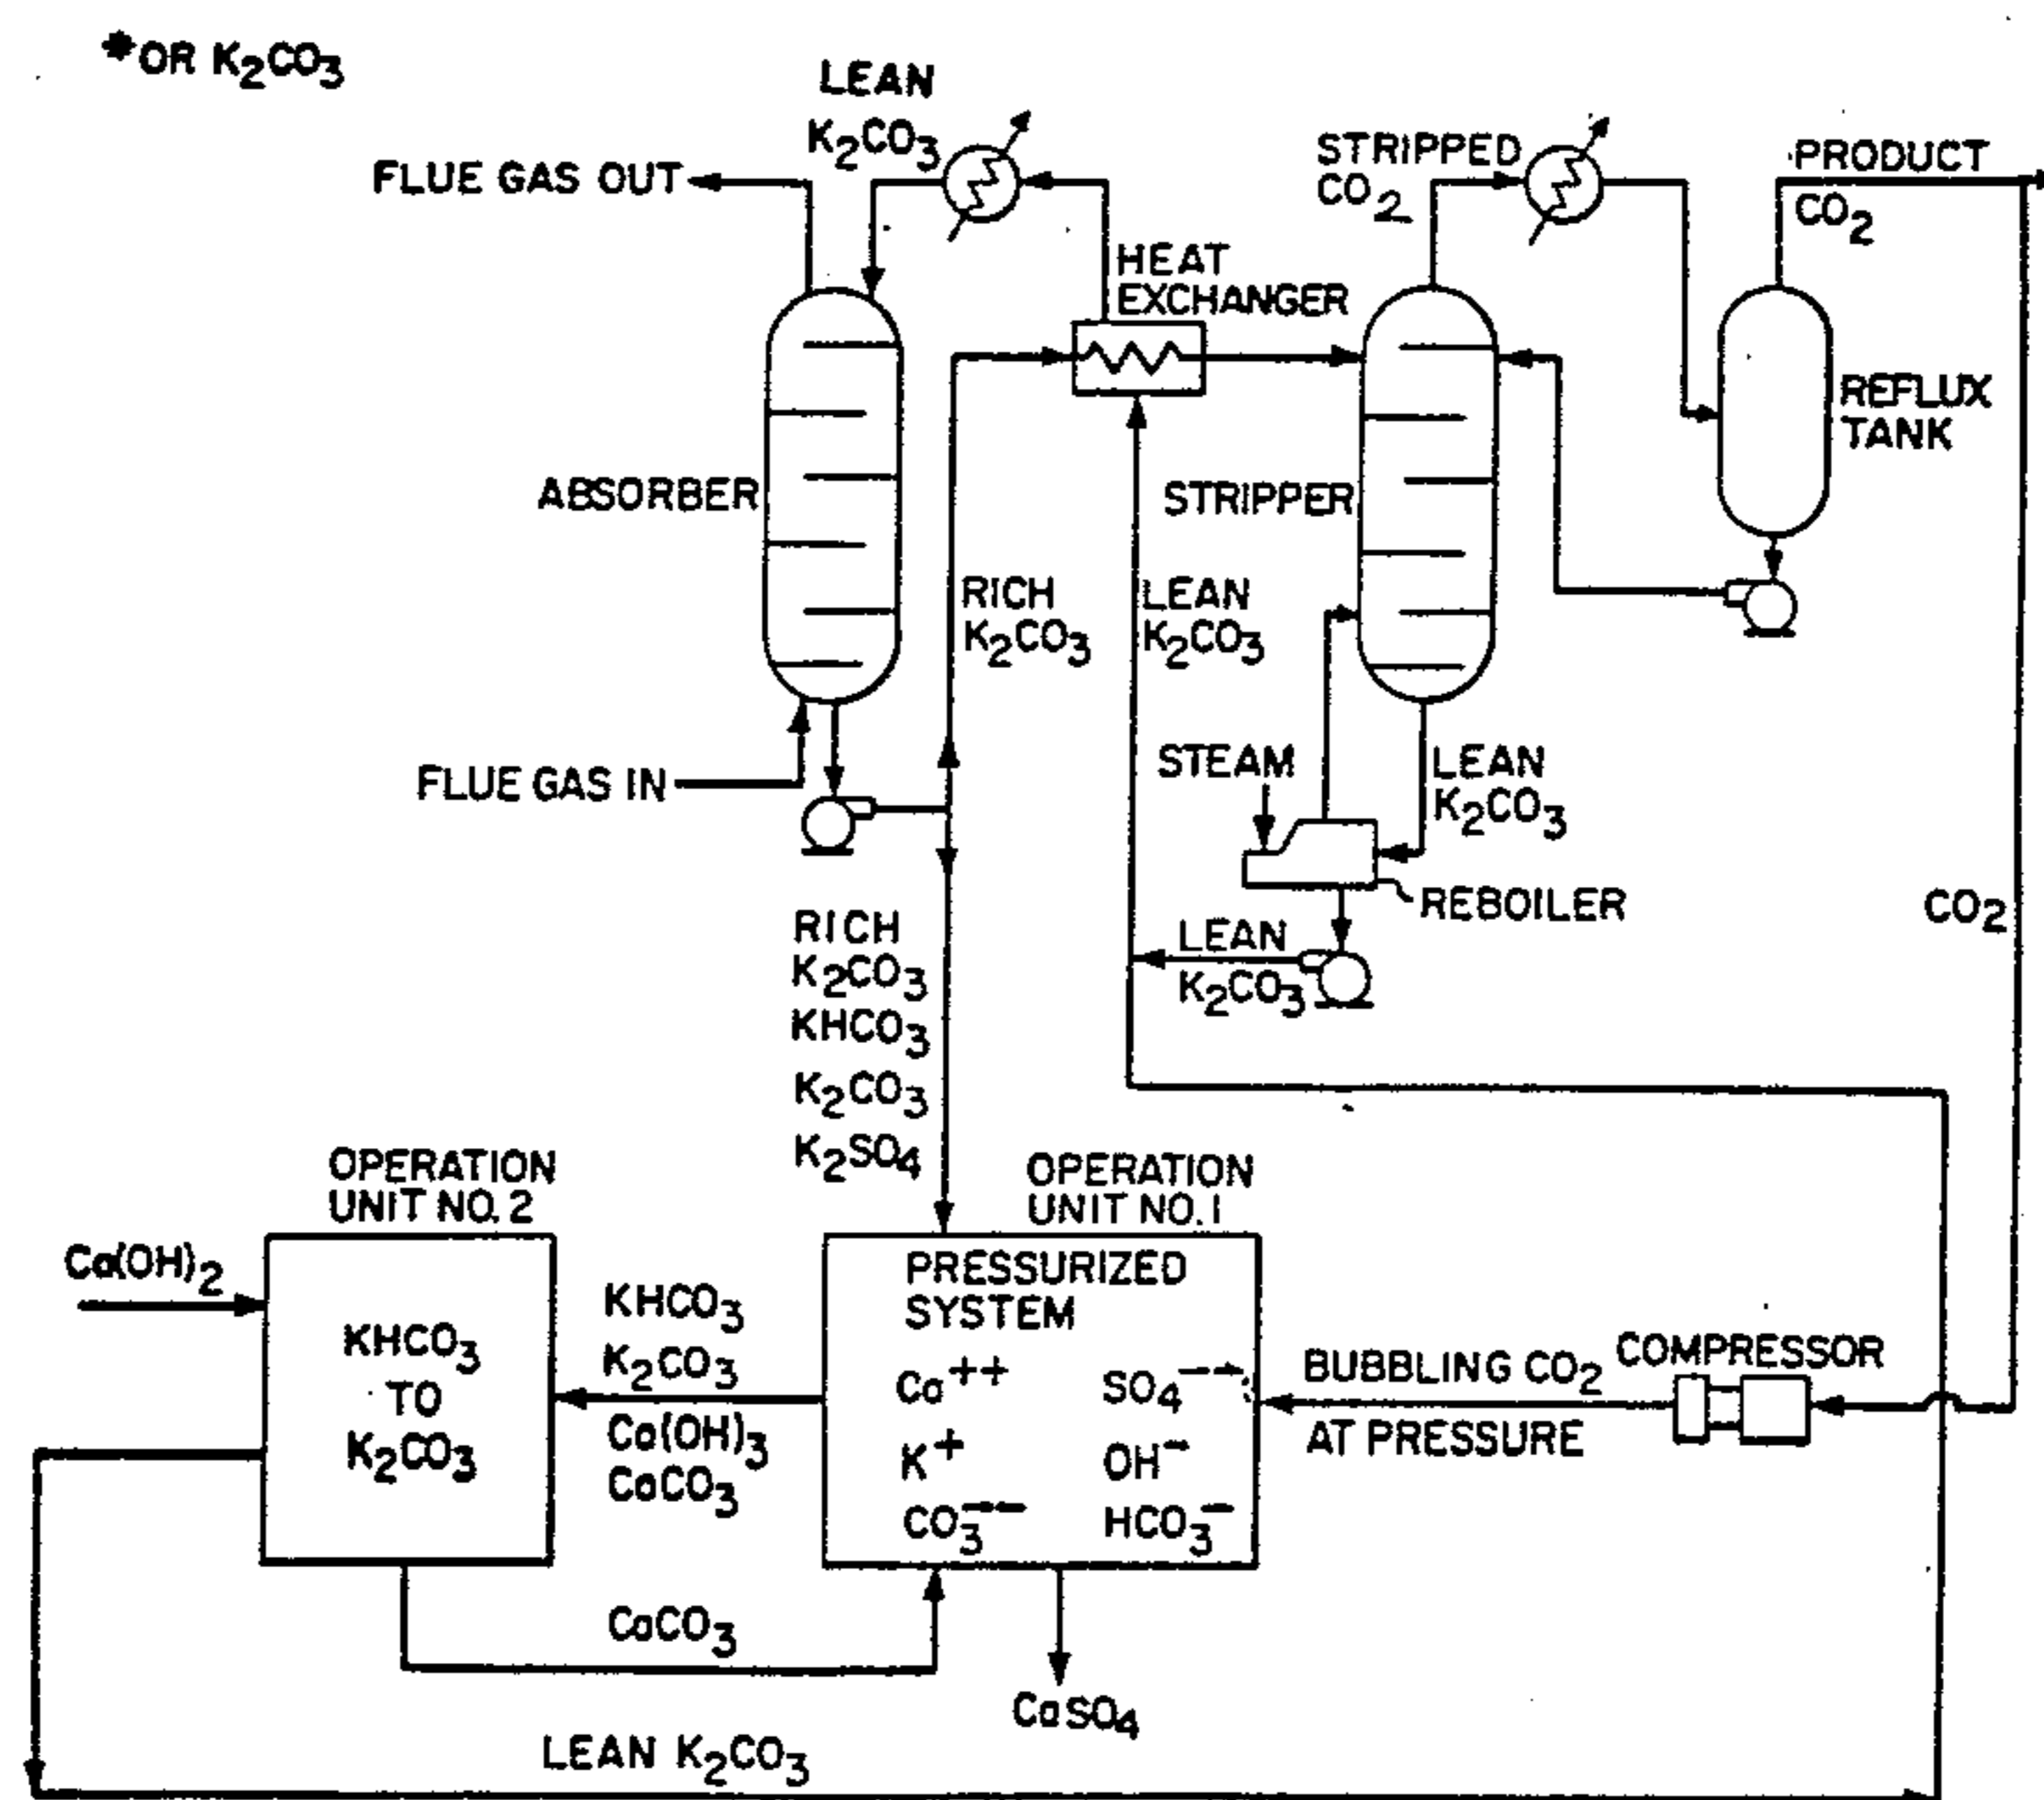 *OR K2CO3
LEAN
K2CO3
FLUE GAS OUT
STRIPPED
CO2
PRODUCT
CO2
HEAT
EXCHANGER
REFLUX
TANK
ABSORBER
STRIPPER
RICH
K2CO3
LEAN
K2CO3
FLUE GAS IN
STEAM
LEAN
K2CO3
REBOILER
CO2
LEAN
K2CO3
RICH
K2CO3
KHCO3
K2CO3
K2SO4
OPERATION
UNIT NO. 2
OPERATION
UNIT NO. 1
Ca(OH)2
KHCO3
TO
K2CO3
KHCO3
K2CO3
Ca(OH)3
CaCO3
PRESSURIZED
SYSTEM
Ca++
SO4--
K+
OH-
CO3--
HCO3-
BUBBLING CO2
AT PRESSURE
COMPRESSOR
CaCO3
CaSO4
LEAN K2CO3